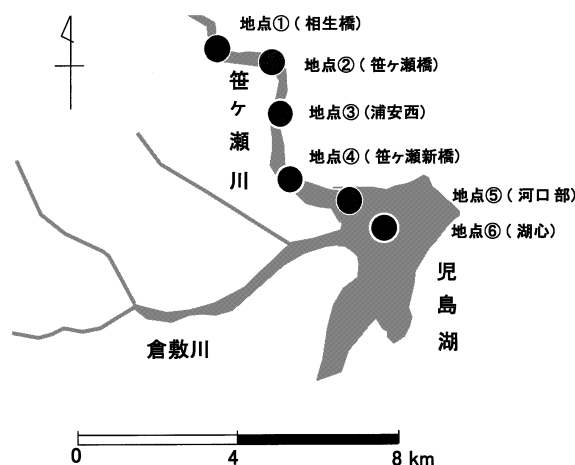 地点①(相生橋)
地点②(笹ヶ瀬橋)
地点③(浦安西)
地点④(笹ヶ瀬新橋)
地点⑤(河口部)
地点⑥(湖心)
笹ヶ瀬川
児島湖
倉敷川
0 4 8 km